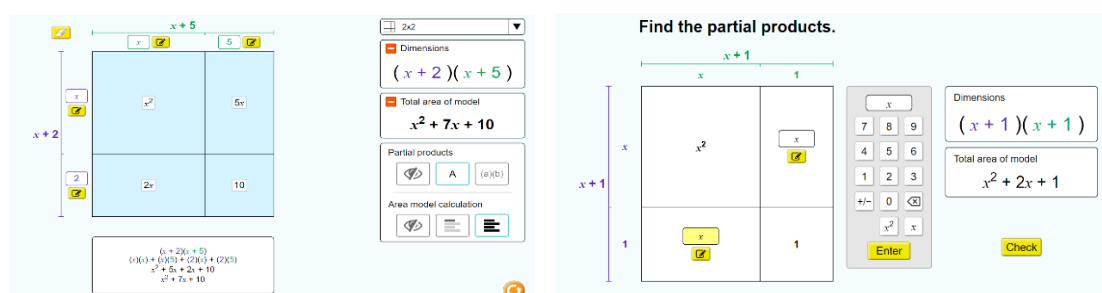 x + 5
x
5
x + 2
x
2
x²
5x
2x
10
(x + 2)(x + 5)
(x)(x) + (x)(5) + (2)(x) + (2)(5)
x² + 5x + 2x + 10
x² + 7x + 10
2x2
Dimensions
( x + 2 )( x + 5 )
Total area of model
x² + 7x + 10
Partial products
A
(a)(b)
Area model calculation
Find the partial products.
x + 1
x
1
x + 1
x
1
x²
x
x
1
x
7 8 9
4 5 6
1 2 3
+/- 0
x² x
Enter
Dimensions
( x + 1 )( x + 1 )
Total area of model
x² + 2x + 1
Check